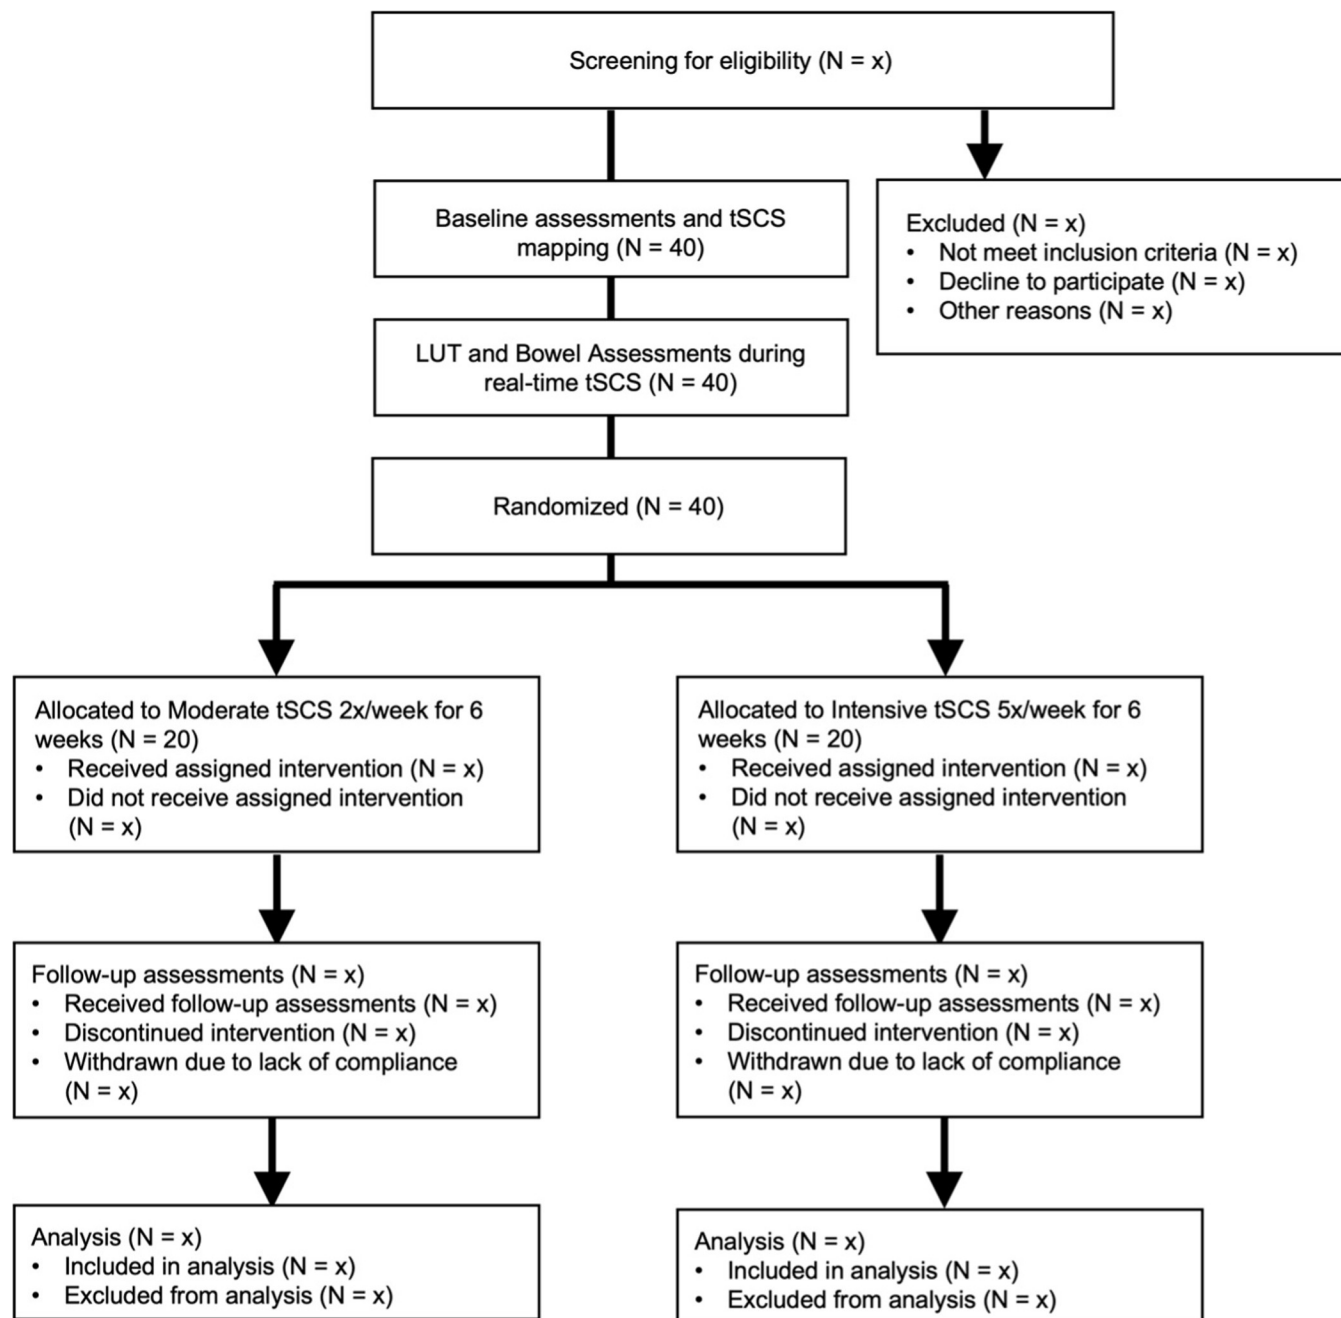 Screening for eligibility (N = x)
Baseline assessments and tSCS
mapping (N = 40)
Excluded (N = x)
• Not meet inclusion criteria (N = x)
• Decline to participate (N = x)
• Other reasons (N = x)
LUT and Bowel Assessments during
real-time tSCS (N = 40)
Randomized (N = 40)
Allocated to Moderate tSCS 2x/week for 6
weeks (N = 20)
• Received assigned intervention (N = x)
• Did not receive assigned intervention
(N = x)
Allocated to Intensive tSCS 5x/week for 6
weeks (N = 20)
• Received assigned intervention (N = x)
• Did not receive assigned intervention
(N = x)
Follow-up assessments (N = x)
• Received follow-up assessments (N = x)
• Discontinued intervention (N = x)
• Withdrawn due to lack of compliance
(N = x)
Follow-up assessments (N = x)
• Received follow-up assessments (N = x)
• Discontinued intervention (N = x)
• Withdrawn due to lack of compliance
(N = x)
Analysis (N = x)
• Included in analysis (N = x)
• Excluded from analysis (N = x)
Analysis (N = x)
• Included in analysis (N = x)
• Excluded from analysis (N = x)